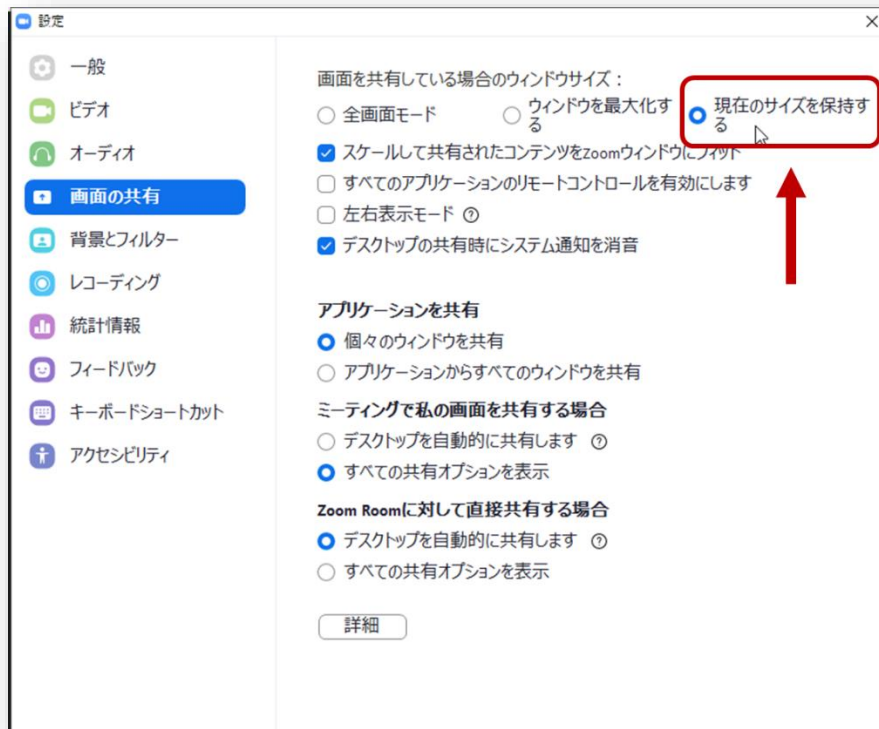 設定
一般
ビデオ
オーディオ
画面の共有
背景とフィルター
レコーディング
統計情報
フィードバック
キーボードショートカット
アクセシビリティ
画面を共有している場合のウィンドウサイズ：
全画面モード
ウィンドウを最大化す
る
現在のサイズを保持す
る
スケールして共有されたコンテンツをZoomウィンドウにフィット
すべてのアプリケーションのリモートコントロールを有効にします
左右表示モード
デスクトップの共有時にシステム通知を消音
アプリケーションを共有
個々のウィンドウを共有
アプリケーションからすべてのウィンドウを共有
ミーティングで私の画面を共有する場合
デスクトップを自動的に共有します
すべての共有オプションを表示
Zoom Roomに対して直接共有する場合
デスクトップを自動的に共有します
すべての共有オプションを表示
詳細